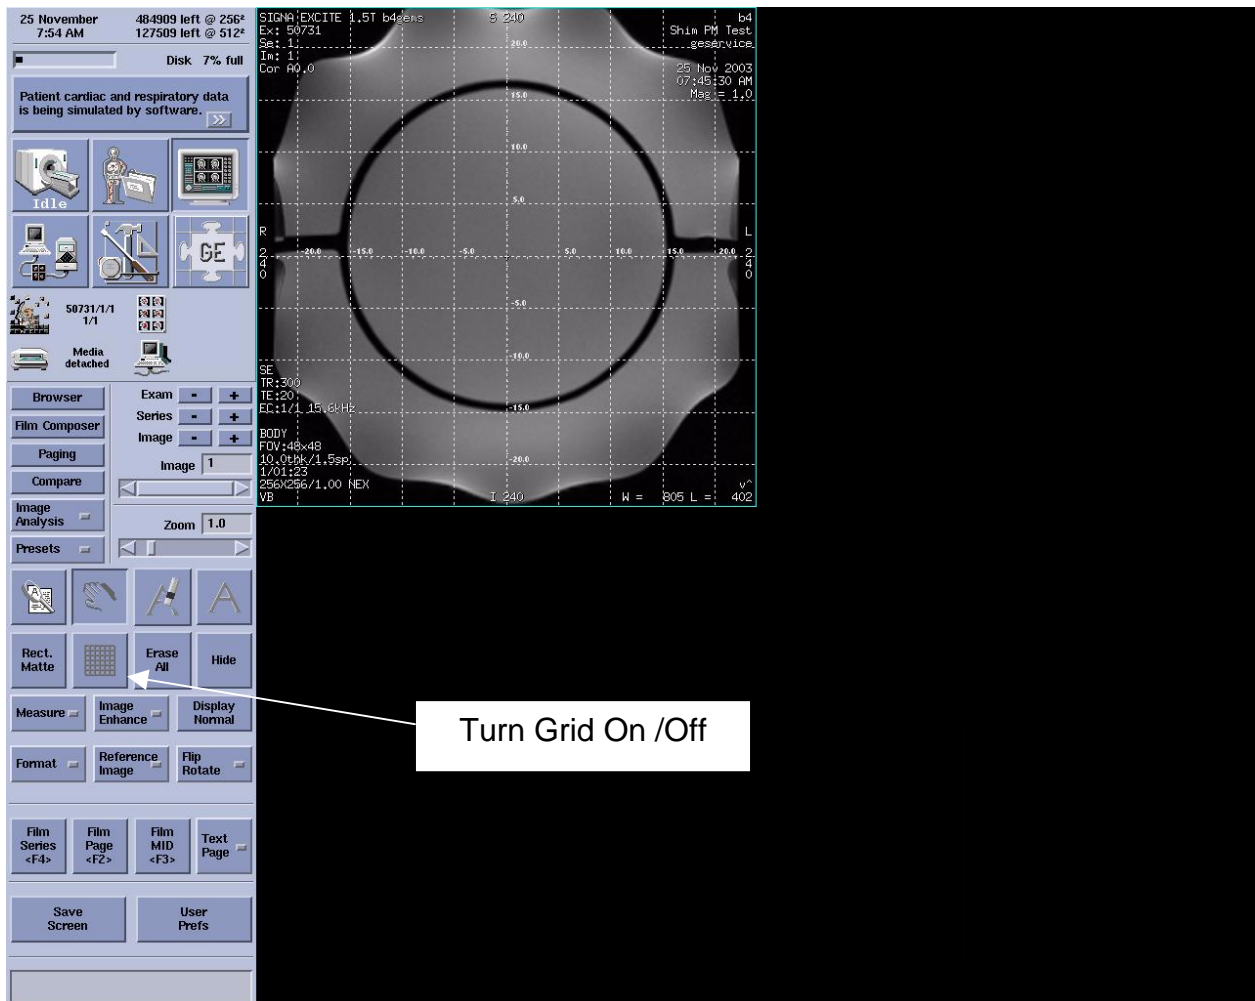 25 November 484909 left @ 256²
7:54 AM 127509 left @ 512²
Disk 7% full
Patient cardiac and respiratory data
is being simulated by software.
>>
Idle
GE
50731/1/1
1/1
Media
detached
Browser
Exam - +
Film Composer
Series - +
Image - +
Paging
Image 1
Compare
Image
Analysis
Zoom 1.0
Presets
A
A
Rect.
Matte
Erase
All
Hide
Measure
Image
Enhance
Display
Normal
Format
Reference
Image
Flip
Rotate
Film
Series
<F4>
Film
Page
<F2>
Film
MID
<F3>
Text
Page
Save
Screen
User
Prefs
SIGNA EXCITE 1.5T b4gems
Ex: 50731
Se: 1
Im: 1
Cor A0.0
S 240
b4
Shim PM Test
geservice
25 Nov 2003
07:45:30 AM
Mag = 1.0
20.0
15.0
10.0
5.0
R
2
4
0
-20.0 -15.0 -10.0 -5.0 5.0 10.0 15.0 20.0
L
2
4
0
-5.0
-10.0
-15.0
-20.0
SE
TR:300
TE:20
EC:1/1 15.6kHz
BODY
FOV:48x48
10.0thk/1.5sp
1/01:23
256X256/1.00 NEX
VB
I 240
v^
W = 805 L = 402
Turn Grid On /Off